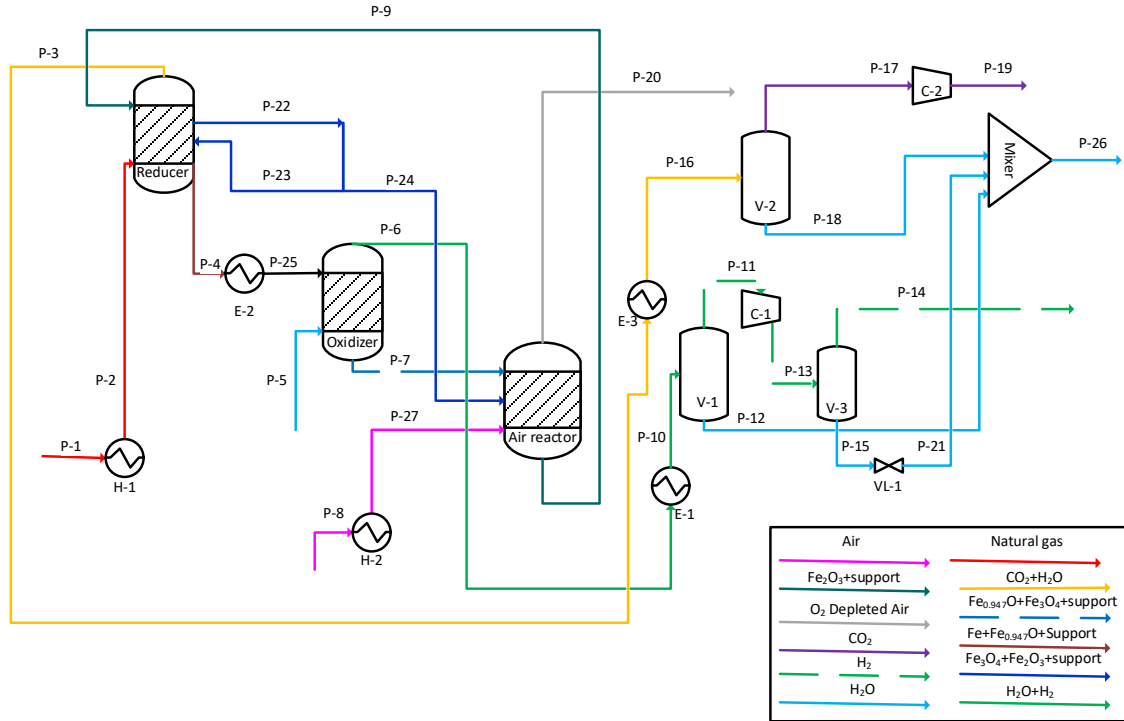 P-9
P-3
P-17
P-19
P-20
C-2
P-22
P-26
Mixer
P-16
Reducer
P-23
P-24
V-2
P-18
P-6
P-4
P-25
P-11
E-2
P-14
C-1
E-3
Oxidizer
P-7
P-2
P-5
P-13
V-1
V-3
P-27
P-12
Air reactor
P-10
P-15
P-21
P-1
H-1
VL-1
P-8
E-1
H-2
Air
Natural gas
Fe₂O₃+support
CO₂+H₂O
Fe₀.₉₄₇O+Fe₃O₄+support
O₂ Depleted Air
CO₂
Fe+Fe₀.₉₄₇O+Support
H₂
Fe₃O₄+Fe₂O₃+support
H₂O
H₂O+H₂